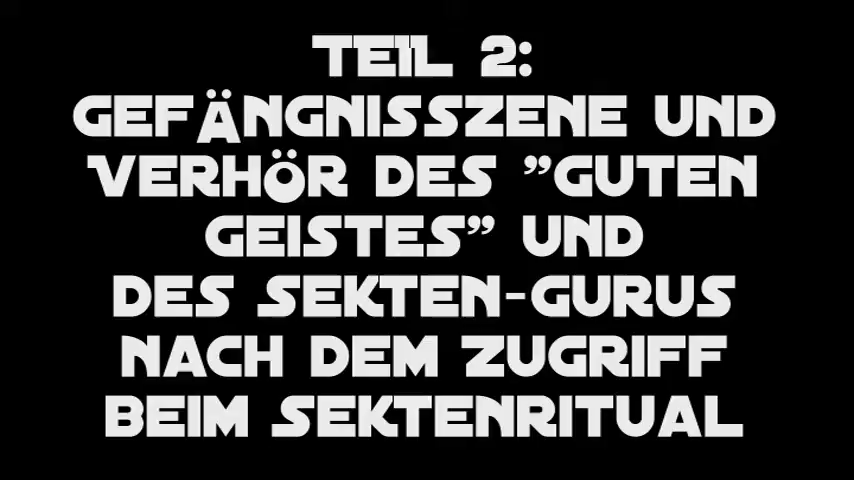 TEIL 2:
GEFÄNGNISSZENE UND
VERHÖR DES ”GUTEN
GEISTES” UND
DES SEKTEN-GURUS
NACH DEM ZUGRIFF
BEIM SEKTENRITUAL